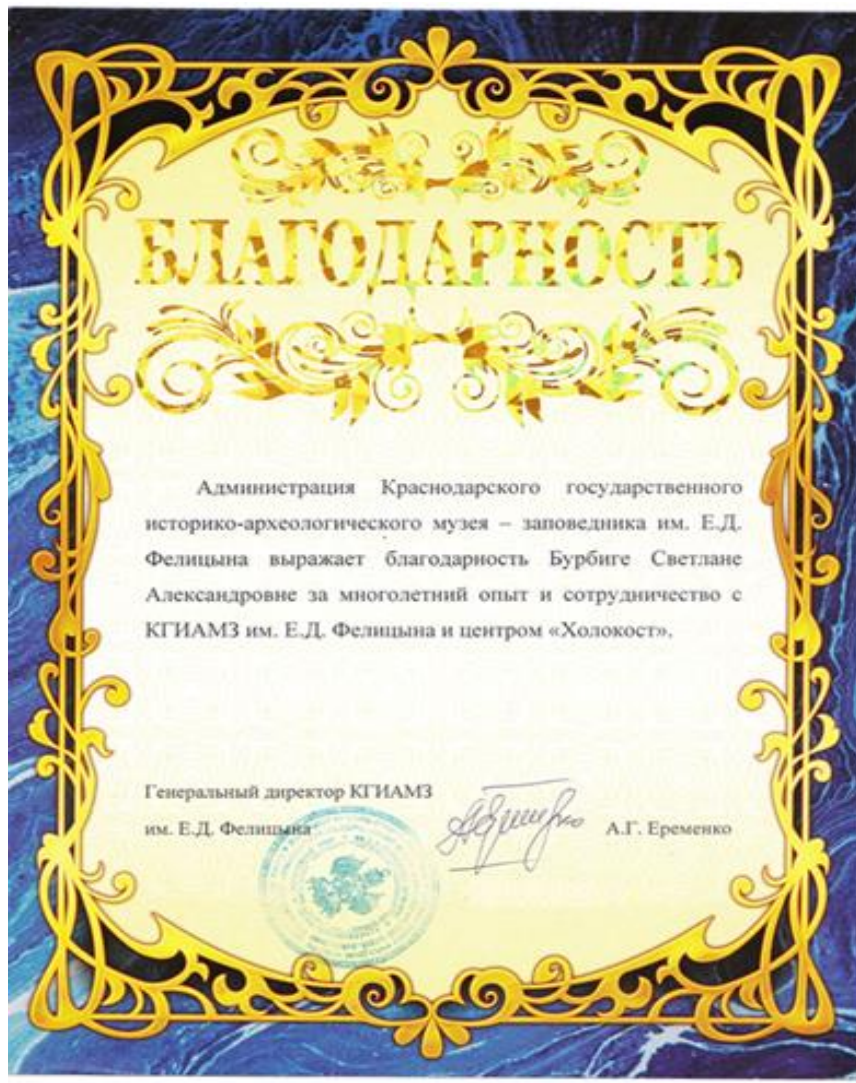 БЛАГОДАРНОСТЬ
Администрация Краснодарского государственного
историко-археологического музея – заповедника им. Е.Д.
Фелицына выражает благодарность Бурбиге Светлане
Александровне за многолетний опыт и сотрудничество с
КГИАМЗ им. Е.Д. Фелицына и центром «Холокост».
Генеральный директор КГИАМЗ
им. Е.Д. Фелицына
А.Г. Еременко